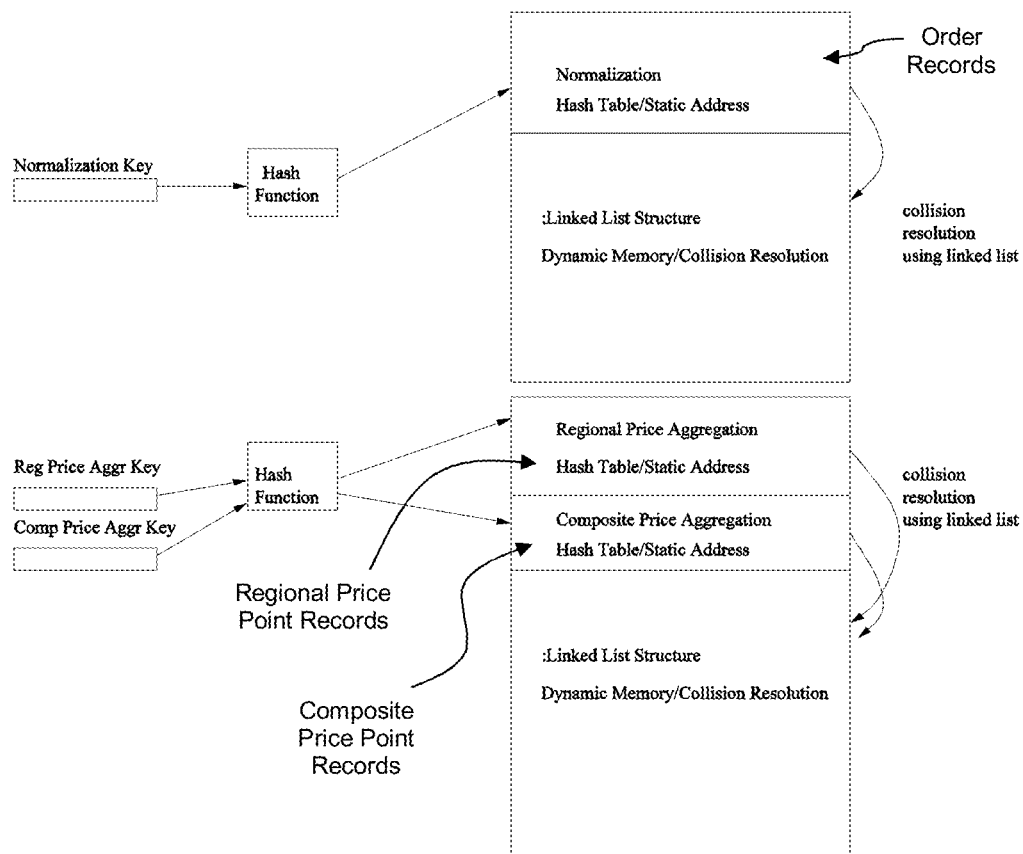 Order
Records
Normalization
Hash Table/Static Address
Normalization Key
Hash
Function
:Linked List Structure
Dynamic Memory/Collision Resolution
collision
resolution
using linked list
Regional Price Aggregation
Hash Table/Static Address
Reg Price Aggr Key
Comp Price Aggr Key
Hash
Function
collision
resolution
using linked list
Composite Price Aggregation
Hash Table/Static Address
Regional Price
Point Records
:Linked List Structure
Dynamic Memory/Collision Resolution
Composite
Price Point
Records